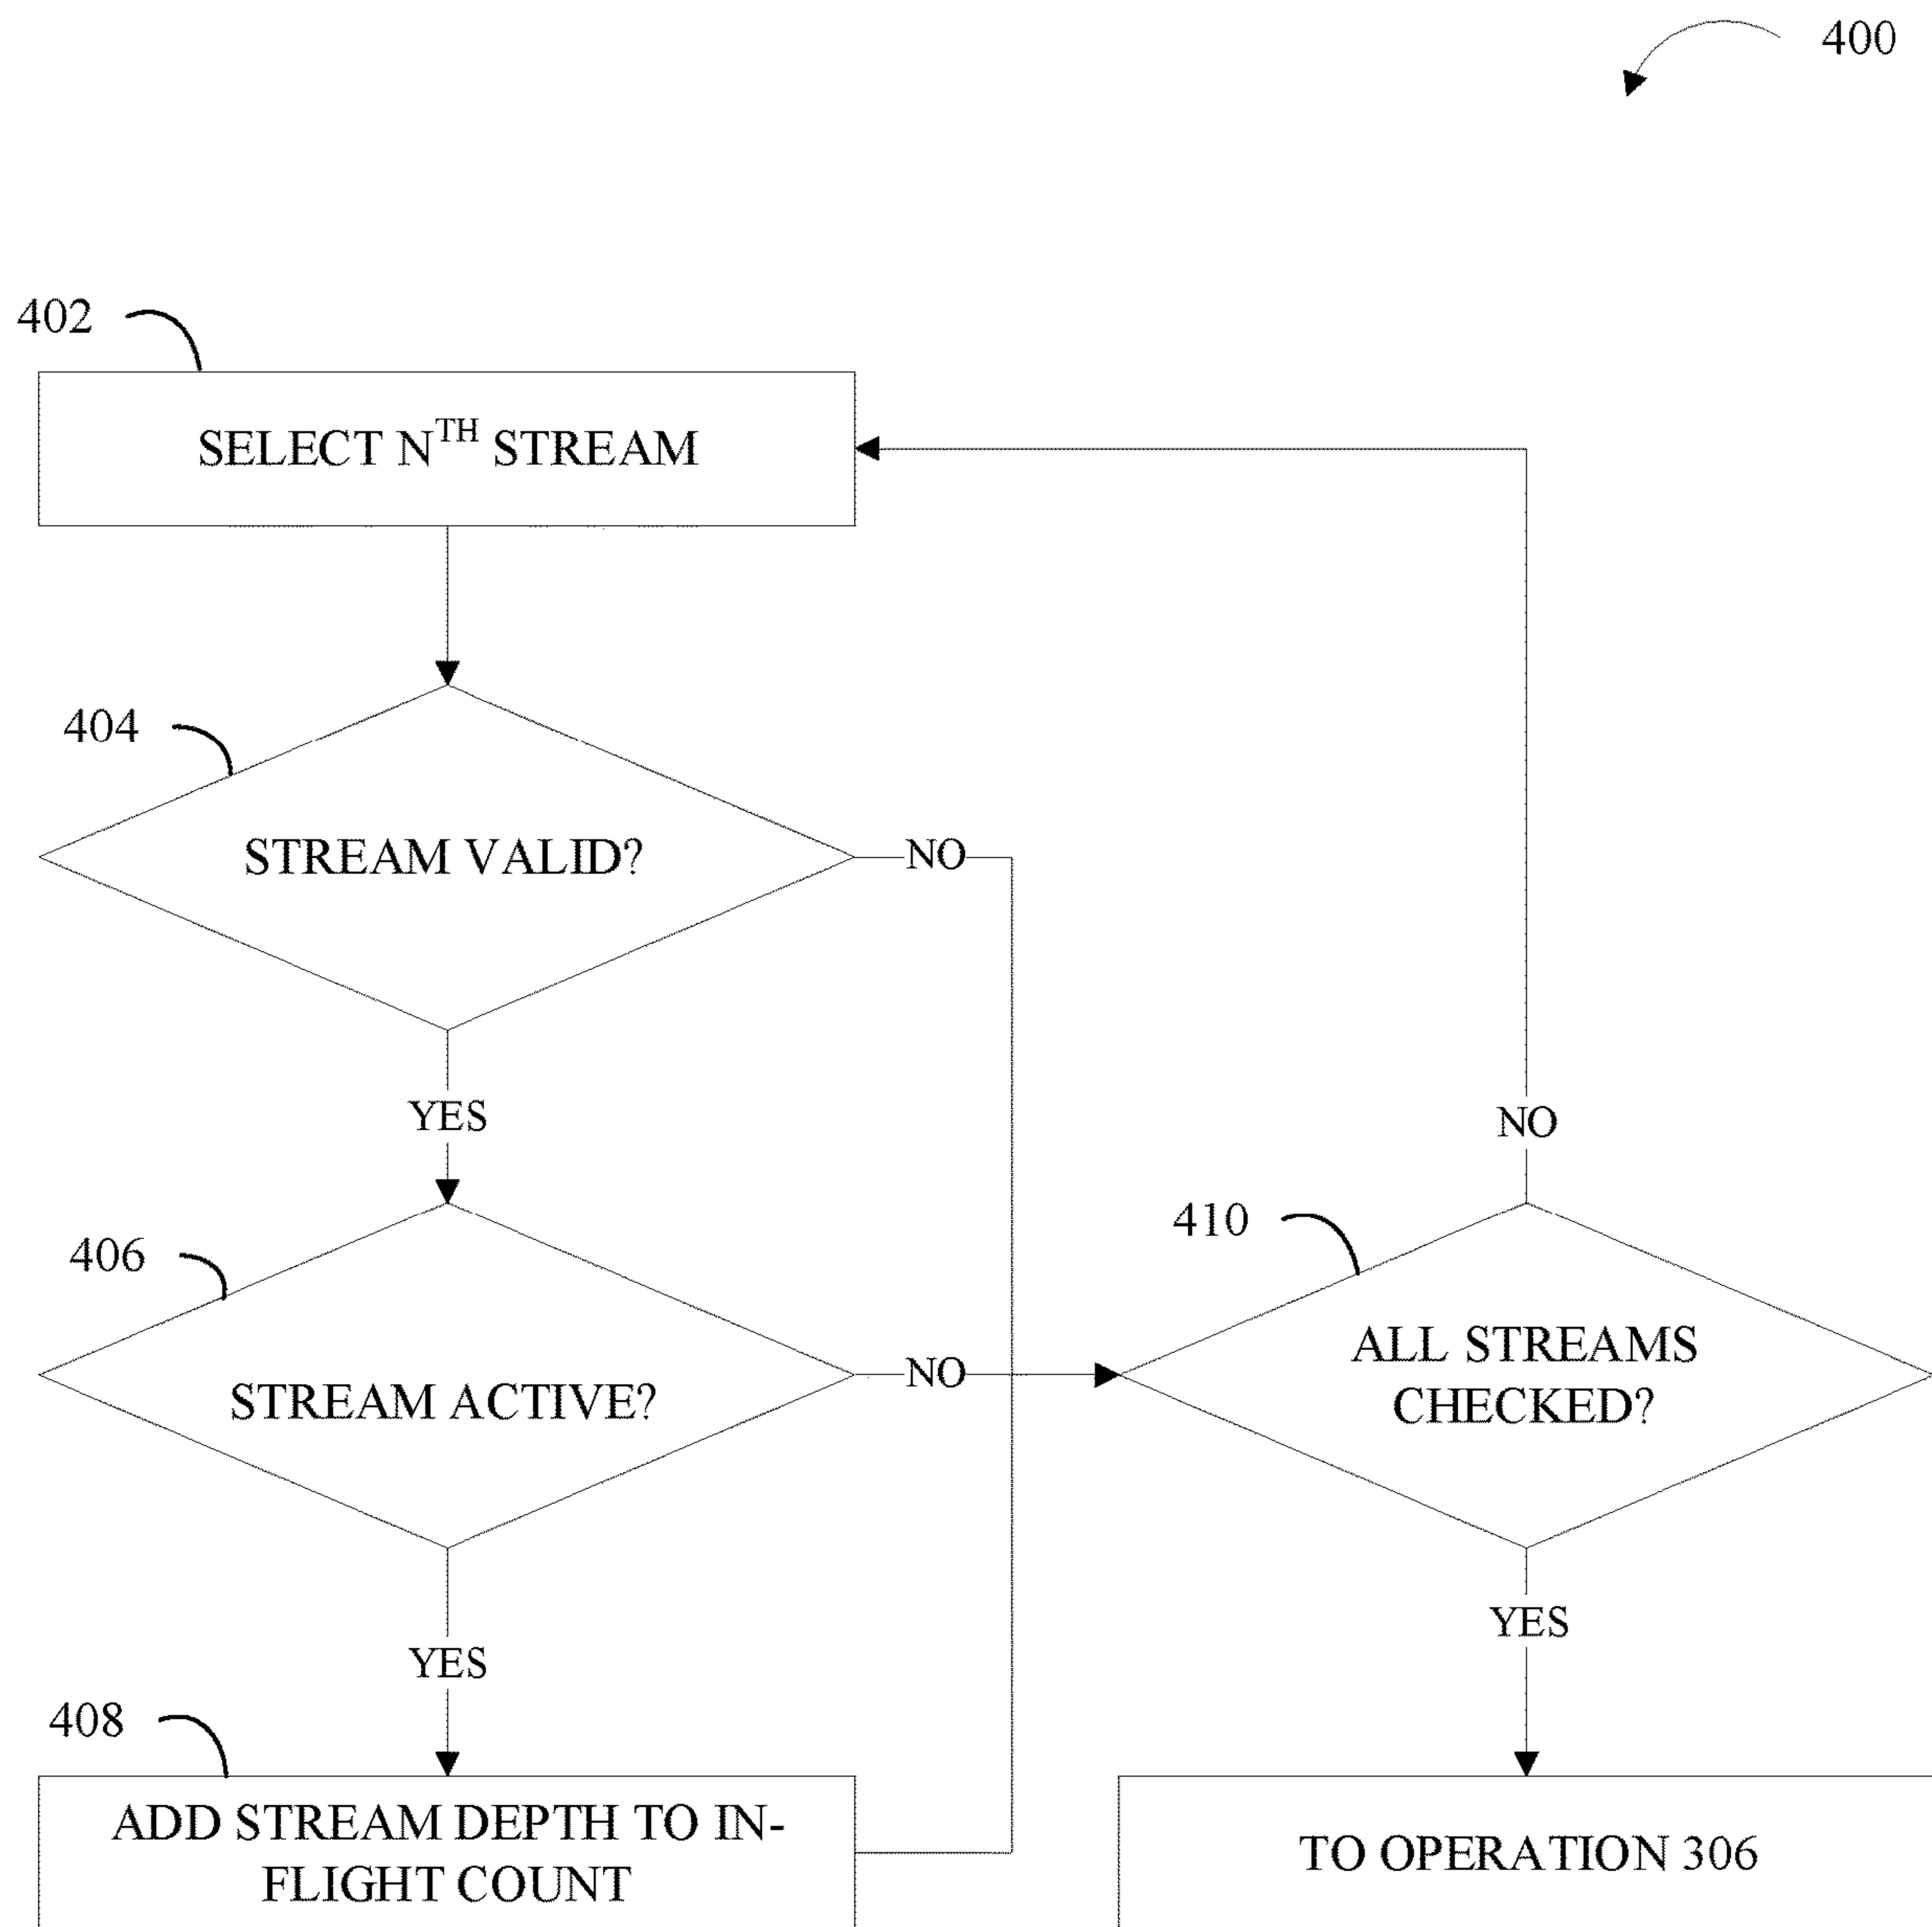 400
402
SELECT N^TH STREAM
404
STREAM VALID?
NO
YES
NO
406
410
STREAM ACTIVE?
NO
ALL STREAMS
CHECKED?
YES
YES
408
ADD STREAM DEPTH TO IN-
FLIGHT COUNT
TO OPERATION 306